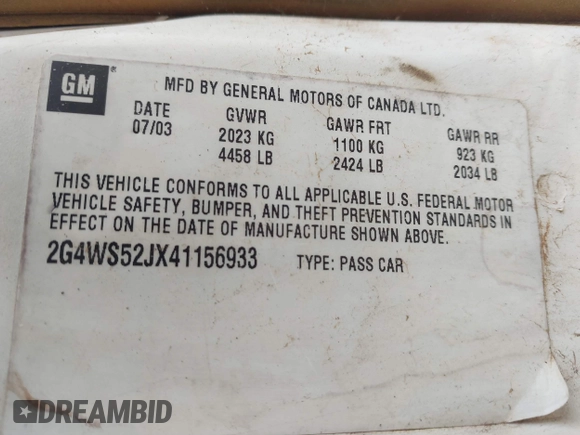 GM
MFD BY GENERAL MOTORS OF CANADA LTD.
DATE GVWR GAWR FRT GAWR RR
07/03 2023 KG 1100 KG 923 KG
4458 LB 2424 LB 2034 LB
THIS VEHICLE CONFORMS TO ALL APPLICABLE U.S. FEDERAL MOTOR
VEHICLE SAFETY, BUMPER, AND THEFT PREVENTION STANDARDS IN
EFFECT ON THE DATE OF MANUFACTURE SHOWN ABOVE.
2G4WS52JX41156933 TYPE: PASS CAR
DREAMBID